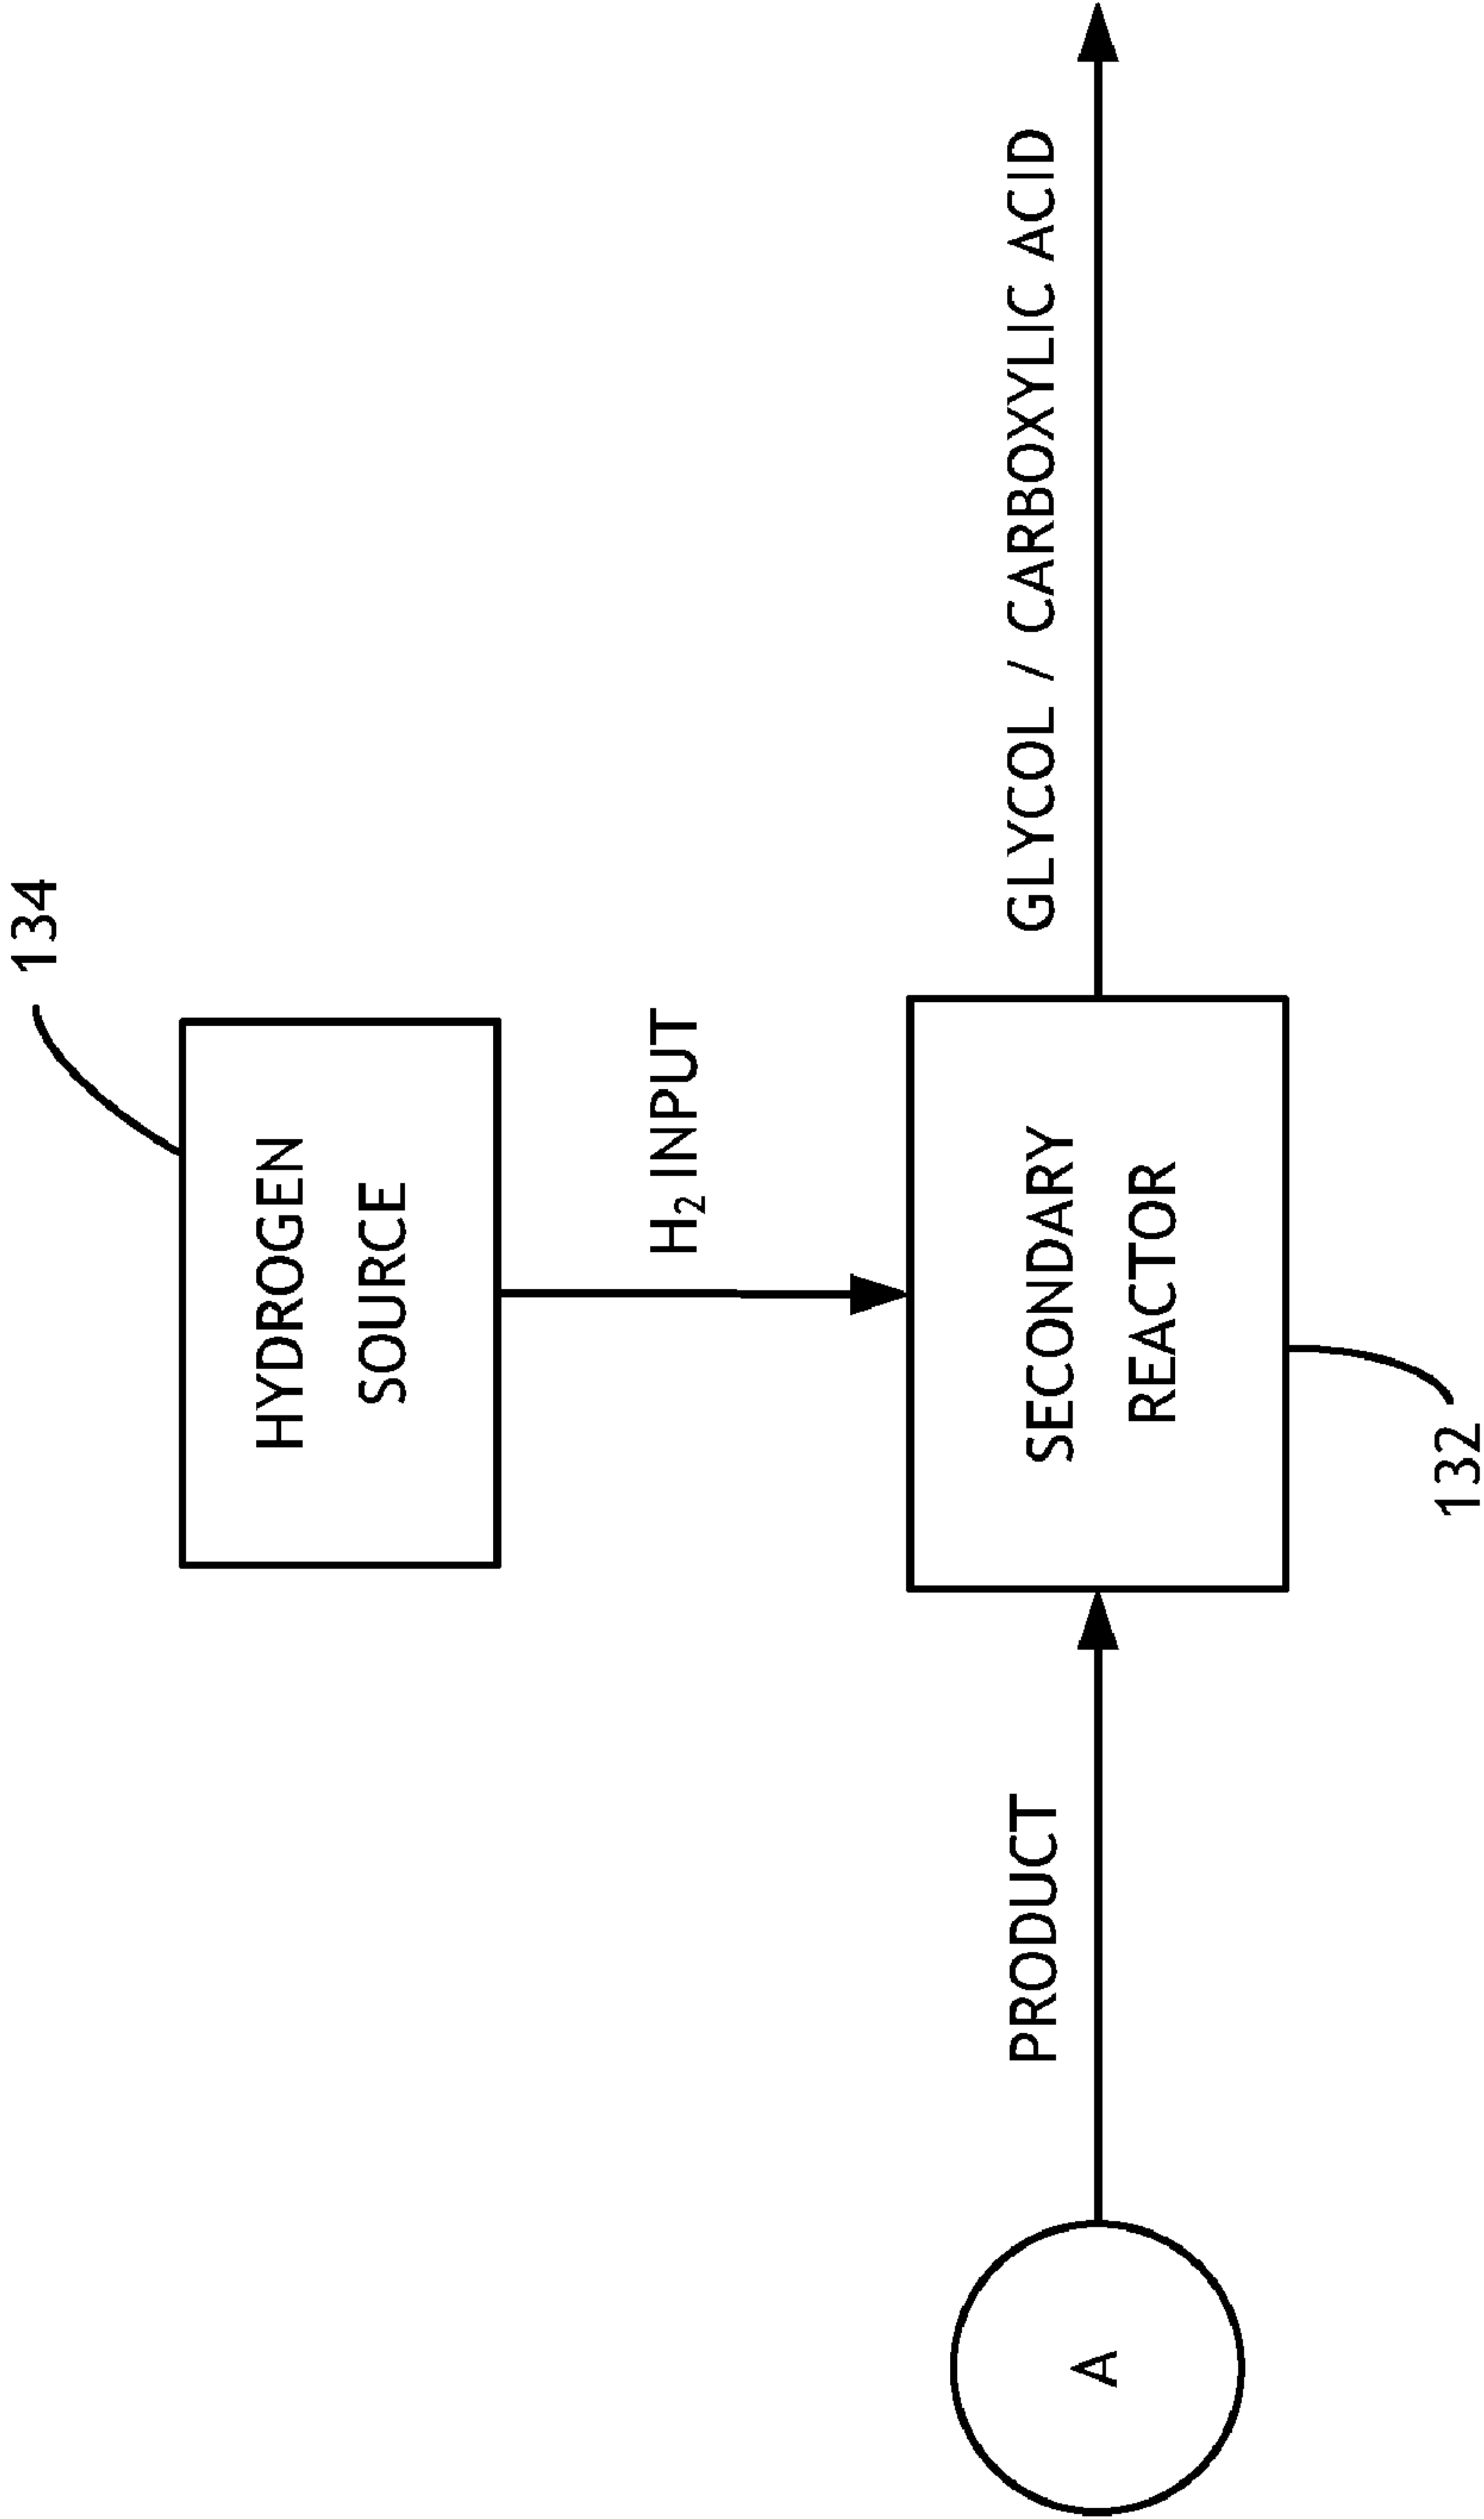 134
HYDROGEN
SOURCE
H₂ INPUT
A
PRODUCT
SECONDARY
REACTOR
GLYCOL / CARBOXYLIC ACID
132